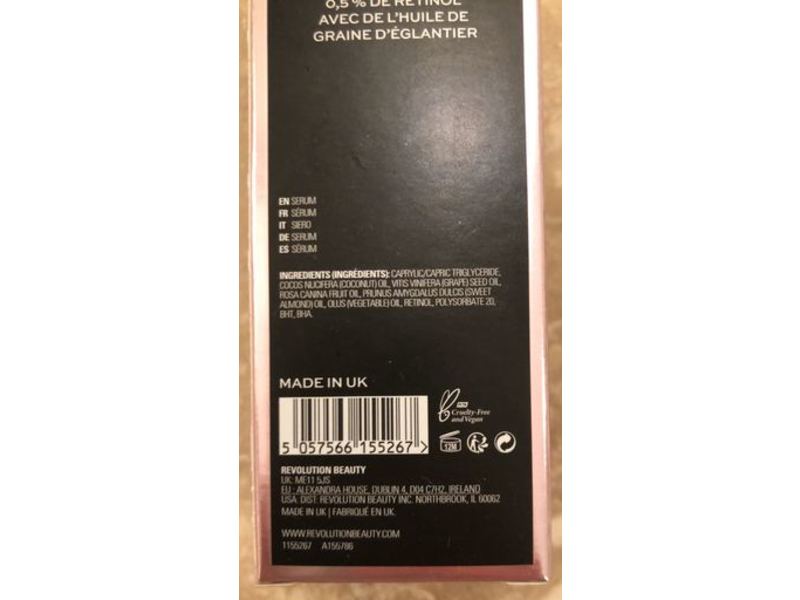 0,5 % DE RÉTINOL
AVEC DE L'HUILE DE
GRAINE D'ÉGLANTIER
EN SERUM
FR SÉRUM
IT SIERO
DE SERUM
ES SÉRUM
INGREDIENTS (INGRÉDIENTS): CAPRYLIC/CAPRIC TRIGLYCERIDE,
COCOS NUCIFERA (COCONUT) OIL, VITIS VINIFERA (GRAPE) SEED OIL,
ROSA CANINA FRUIT OIL, PRUNUS AMYGDALUS DULCIS (SWEET
ALMOND) OIL, OLUS (VEGETABLE) OIL, RETINOL, POLYSORBATE 20,
BHT, BHA.
MADE IN UK
Cruelty-Free
and Vegan
12M
5 057566 155267 >
REVOLUTION BEAUTY
UK: ME11 5JS
EU: ALEXANDRA HOUSE, DUBLIN 4, D04 C7H2, IRELAND
USA DIST: REVOLUTION BEAUTY INC. NORTHBROOK, IL 60062
MADE IN UK | FABRIQUÉ EN UK.
WWW.REVOLUTIONBEAUTY.COM
1155267 A155786